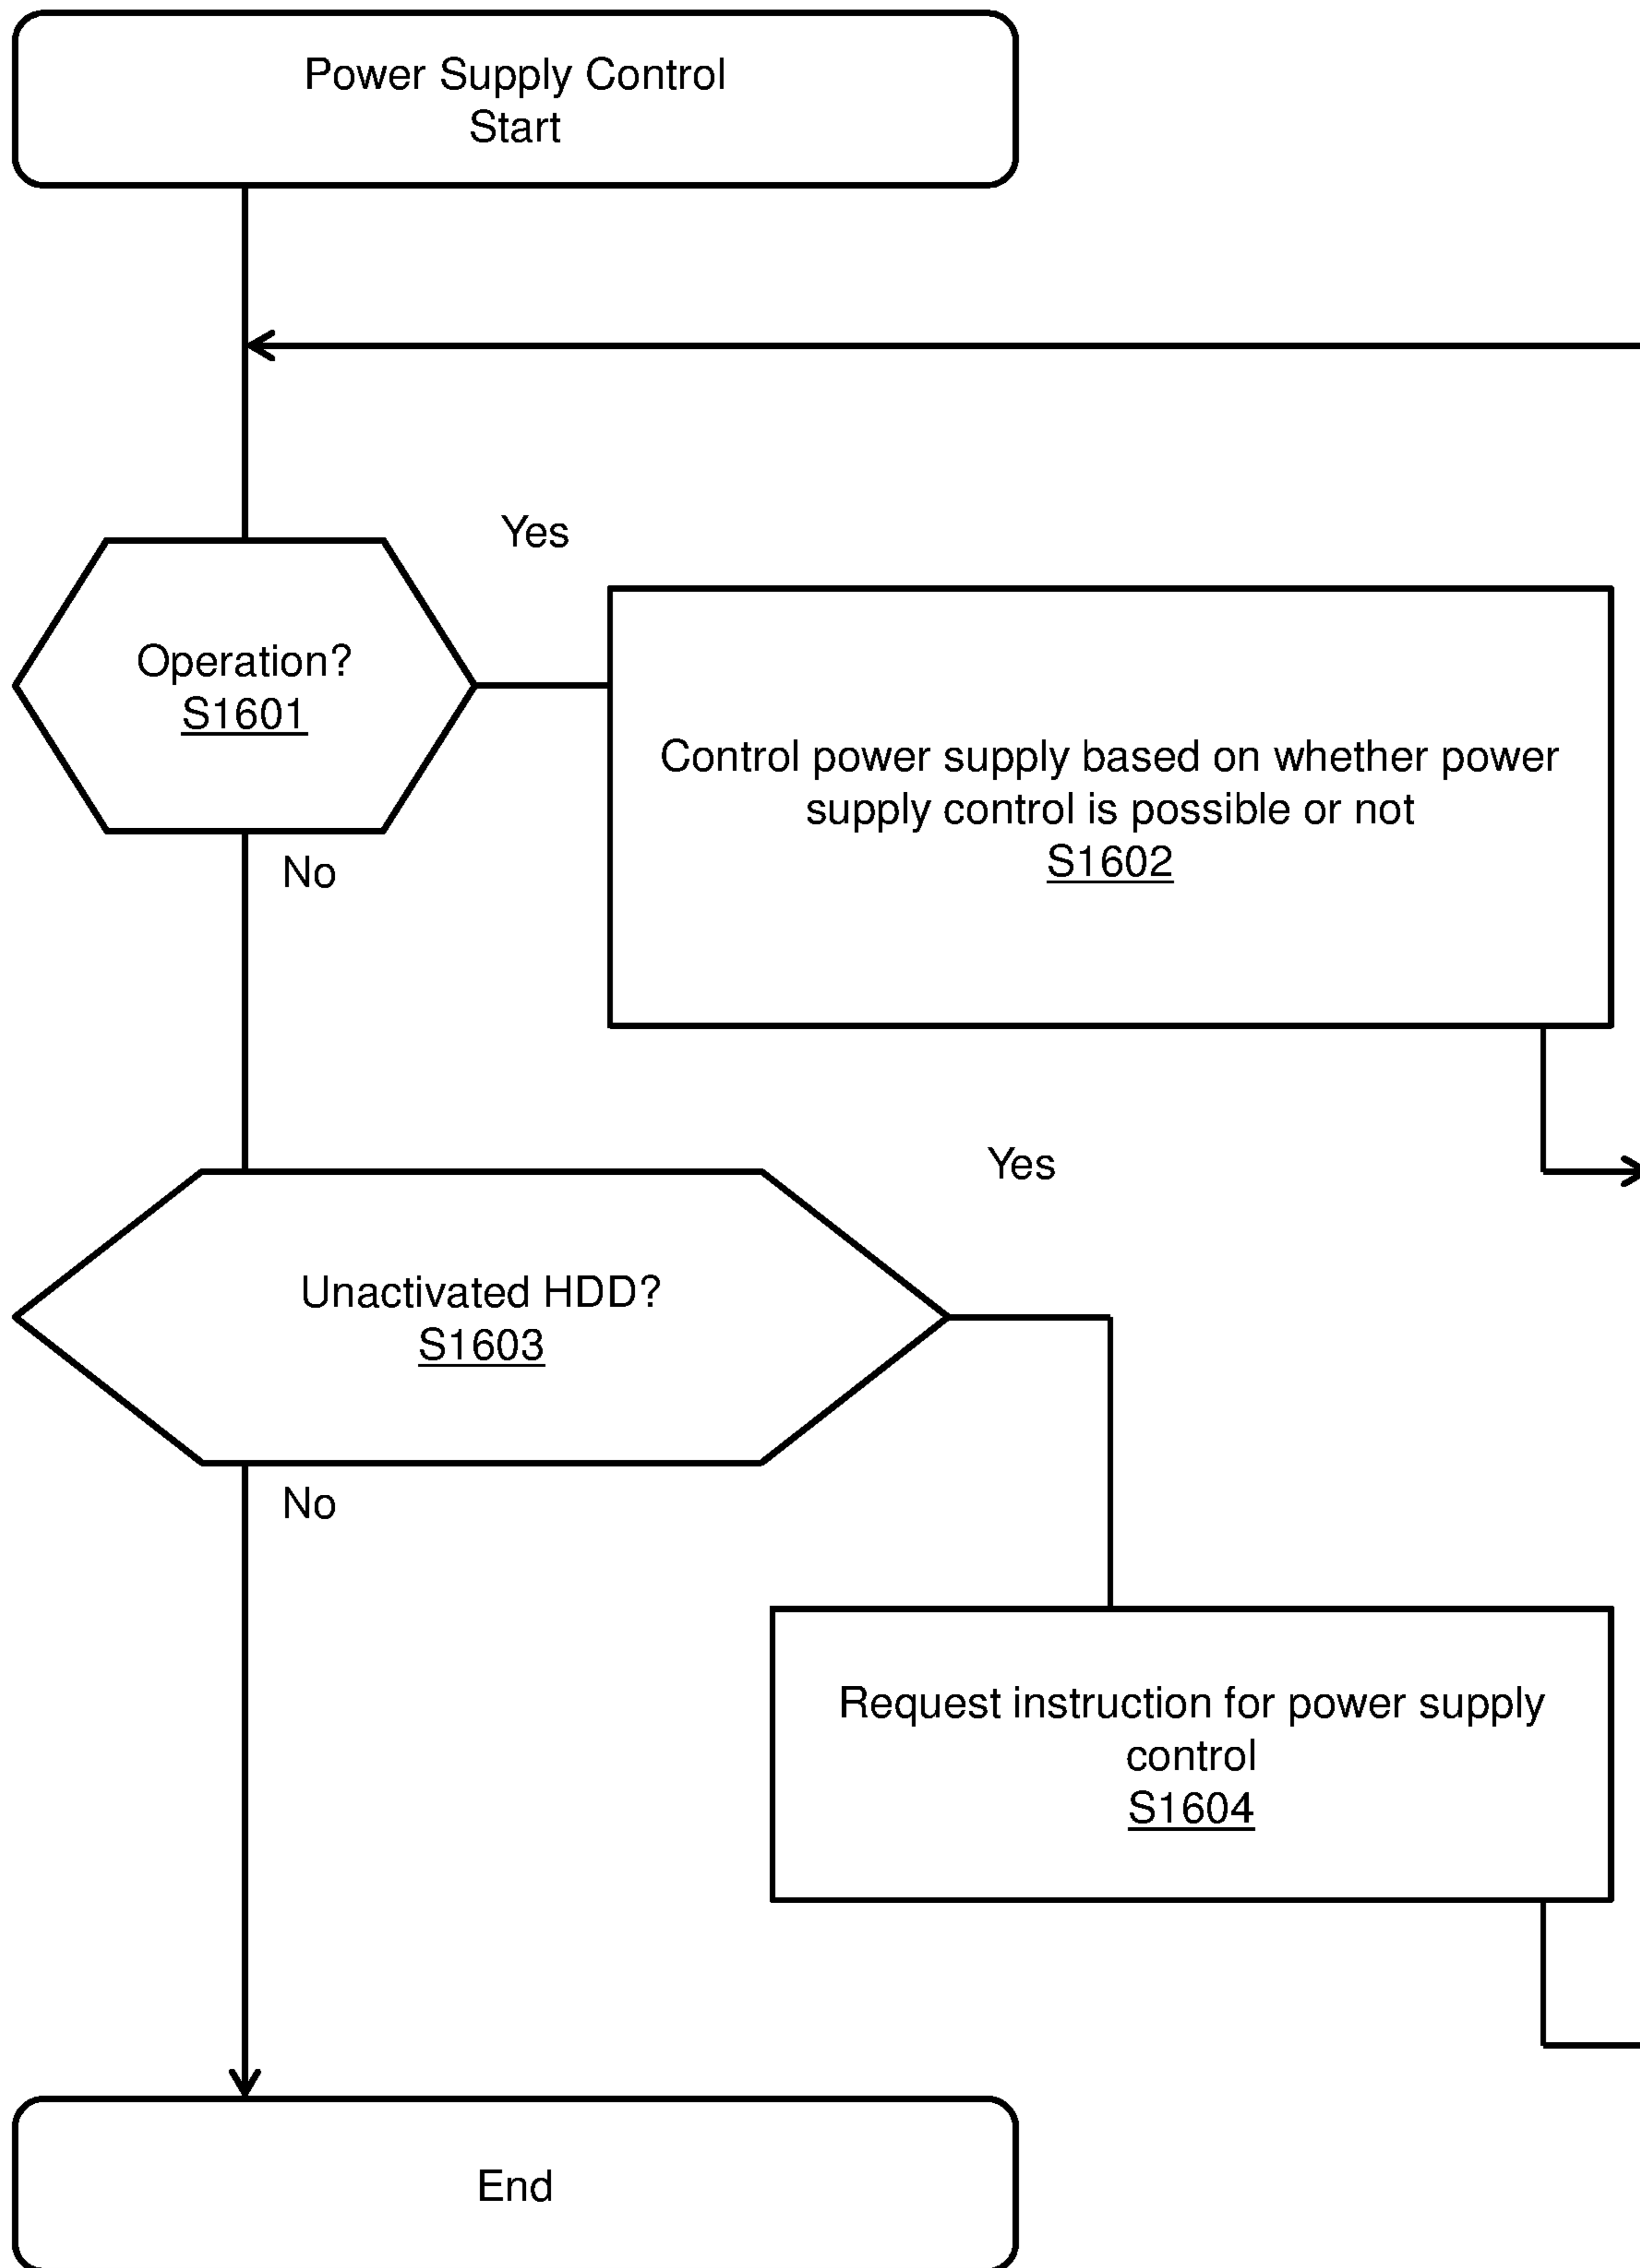 Power Supply Control
Start
Yes
Operation?
S1601
Control power supply based on whether power
supply control is possible or not
S1602
No
Yes
Unactivated HDD?
S1603
No
Request instruction for power supply
control
S1604
End